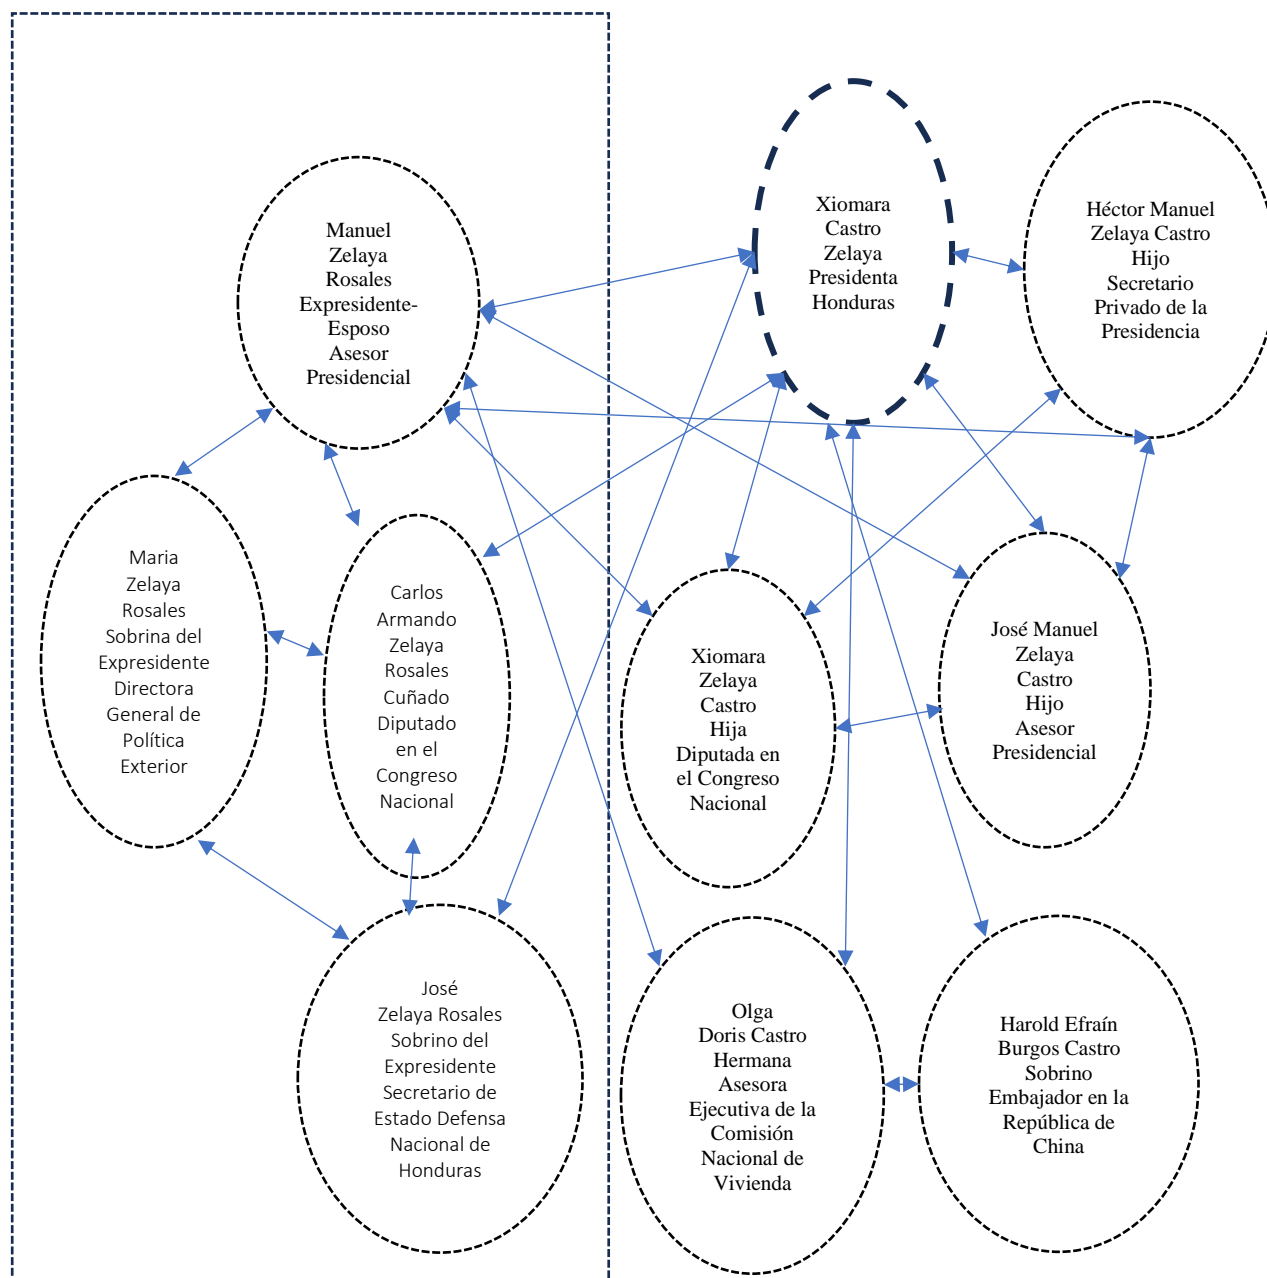 Manuel
Zelaya
Rosales
Expresidente-
Esposo
Asesor
Presidencial
Xiomara
Castro
Zelaya
Presidenta
Honduras
Héctor Manuel
Zelaya Castro
Hijo
Secretario
Privado de la
Presidencia
Maria
Zelaya
Rosales
Sobrina del
Expresidente
Directora
General de
Política
Exterior
Carlos
Armando
Zelaya
Rosales
Cuñado
Diputado
en el
Congreso
Nacional
Xiomara
Zelaya
Castro
Hija
Diputada en
el Congreso
Nacional
José Manuel
Zelaya
Castro
Hijo
Asesor
Presidencial
José
Zelaya Rosales
Sobrino del
Expresidente
Secretario de
Estado Defensa
Nacional de
Honduras
Olga
Doris Castro
Hermana
Asesora
Ejecutiva de la
Comisión
Nacional de
Vivienda
Harold Efraín
Burgos Castro
Sobrino
Embajador en la
República de
China